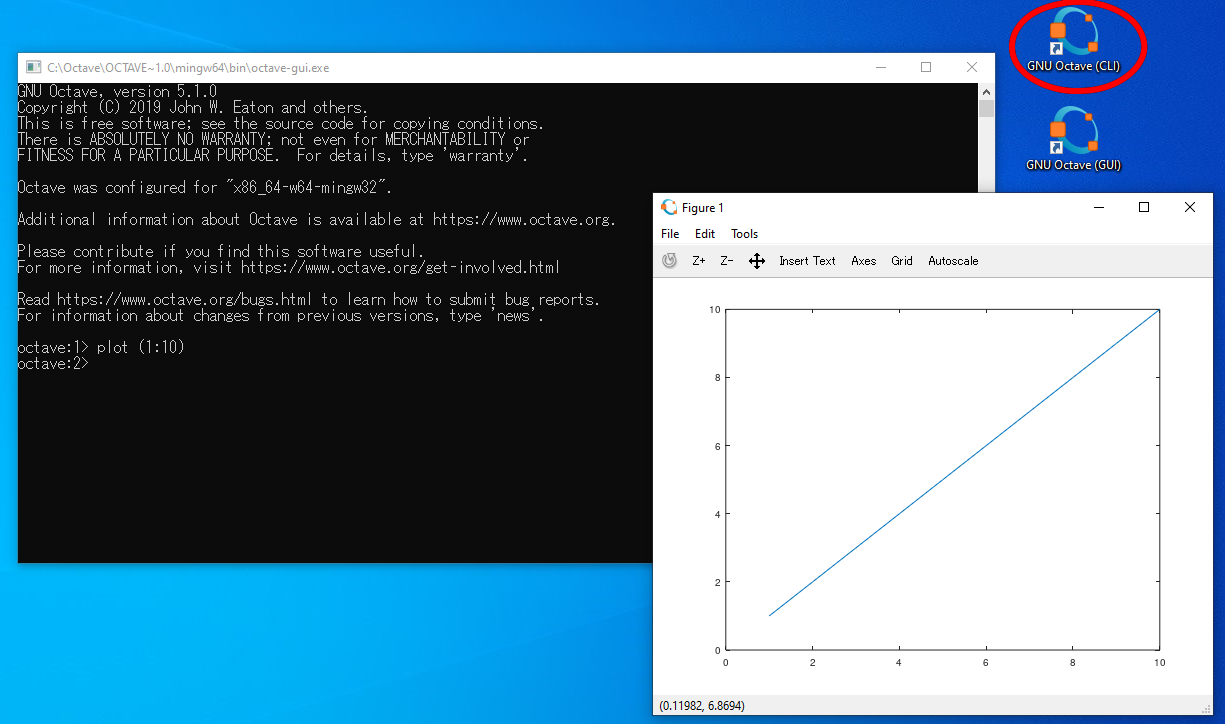 GNU Octave (CLI)
GNU Octave (GUI)
C:\Octave\OCTAVE~1.0\mingw64\bin\octave-gui.exe
GNU Octave, version 5.1.0
Copyright (C) 2019 John W. Eaton and others.
This is free software; see the source code for copying conditions.
There is ABSOLUTELY NO WARRANTY; not even for MERCHANTABILITY or
FITNESS FOR A PARTICULAR PURPOSE.  For details, type 'warranty'.
Octave was configured for "x86_64-w64-mingw32".
Additional information about Octave is available at https://www.octave.org.
Please contribute if you find this software useful.
For more information, visit https://www.octave.org/get-involved.html
Read https://www.octave.org/bugs.html to learn how to submit bug reports.
For information about changes from previous versions, type 'news'.
octave:1> plot (1:10)
octave:2>
Figure 1
File Edit Tools
Z+ Z- Insert Text Axes Grid Autoscale
10
8
6
4
2
0
0 2 4 6 8 10
(0.11982, 6.8694)